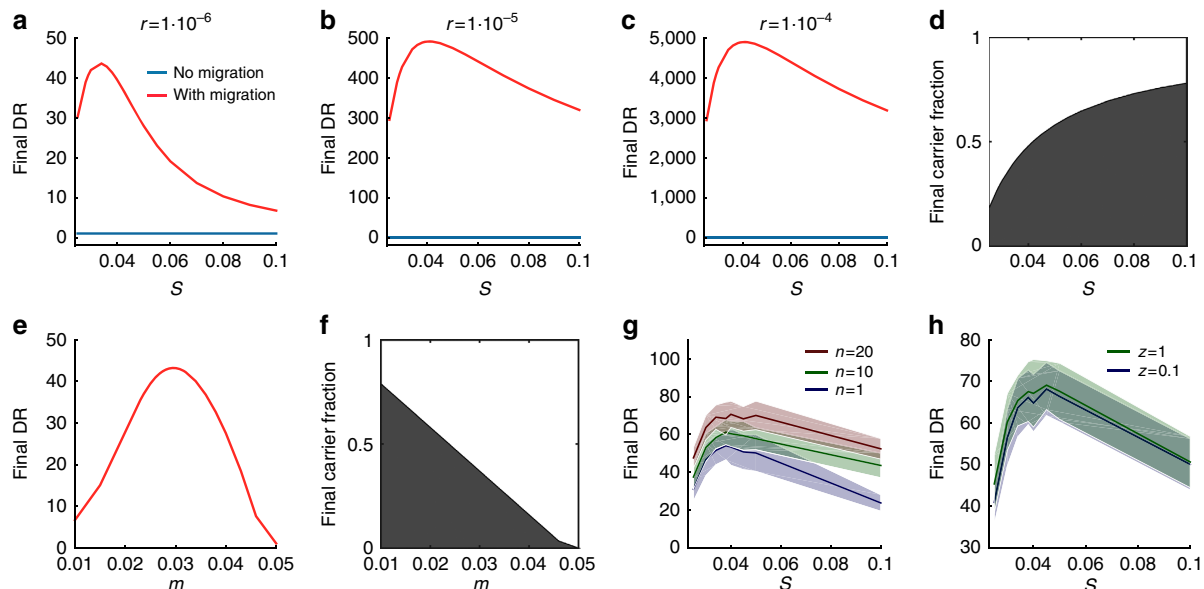 a
r=1·10⁻⁶
Final DR
50
40
30
20
10
0
No migration
With migration
0.04
0.06
0.08
0.1
S
b
r=1·10⁻⁵
Final DR
500
400
300
200
100
0
0.04
0.06
0.08
0.1
S
c
r=1·10⁻⁴
Final DR
5,000
4,000
3,000
2,000
1,000
0
0.04
0.06
0.08
0.1
S
d
Final carrier fraction
1
0.5
0
0.04
0.06
0.08
0.1
S
e
Final DR
50
40
30
20
10
0
0.01
0.02
0.03
0.04
0.05
m
f
Final carrier fraction
1
0.5
0
0.01
0.02
0.03
0.04
0.05
m
g
Final DR
100
80
60
40
20
0
n=20
n=10
n=1
0.04
0.06
0.08
0.1
S
h
Final DR
80
70
60
50
40
30
z=1
z=0.1
0.04
0.06
0.08
0.1
S